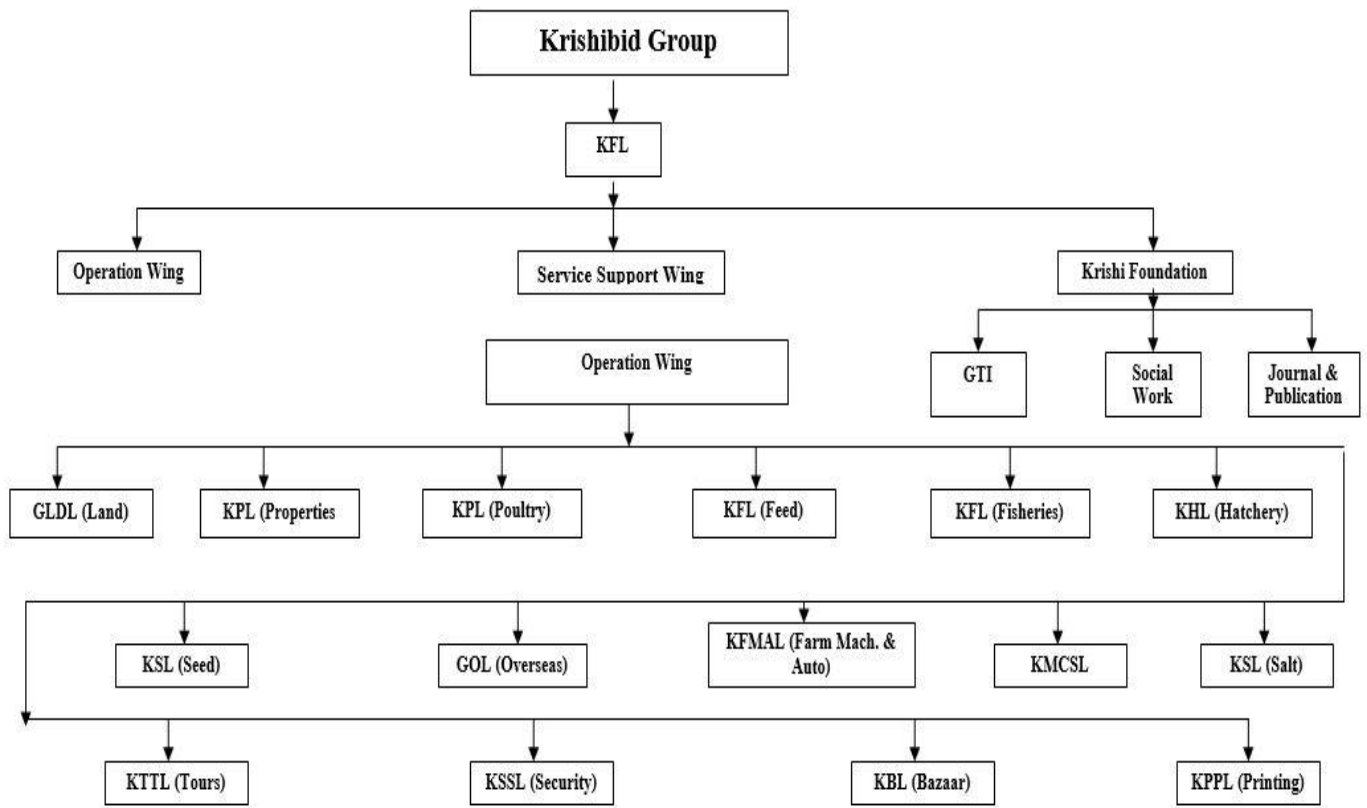 Krishibid Group
KFL
Operation Wing
Service Support Wing
Krishi Foundation
Operation Wing
GTI
Social
Work
Journal &
Publication
GLDL (Land)
KPL (Properties
KPL (Poultry)
KFL (Feed)
KFL (Fisheries)
KHL (Hatchery)
KSL (Seed)
GOL (Overseas)
KFMAL (Farm Mach. &
Auto)
KMCSL
KSL (Salt)
KTTL (Tours)
KSSL (Security)
KBL (Bazaar)
KPPL (Printing)